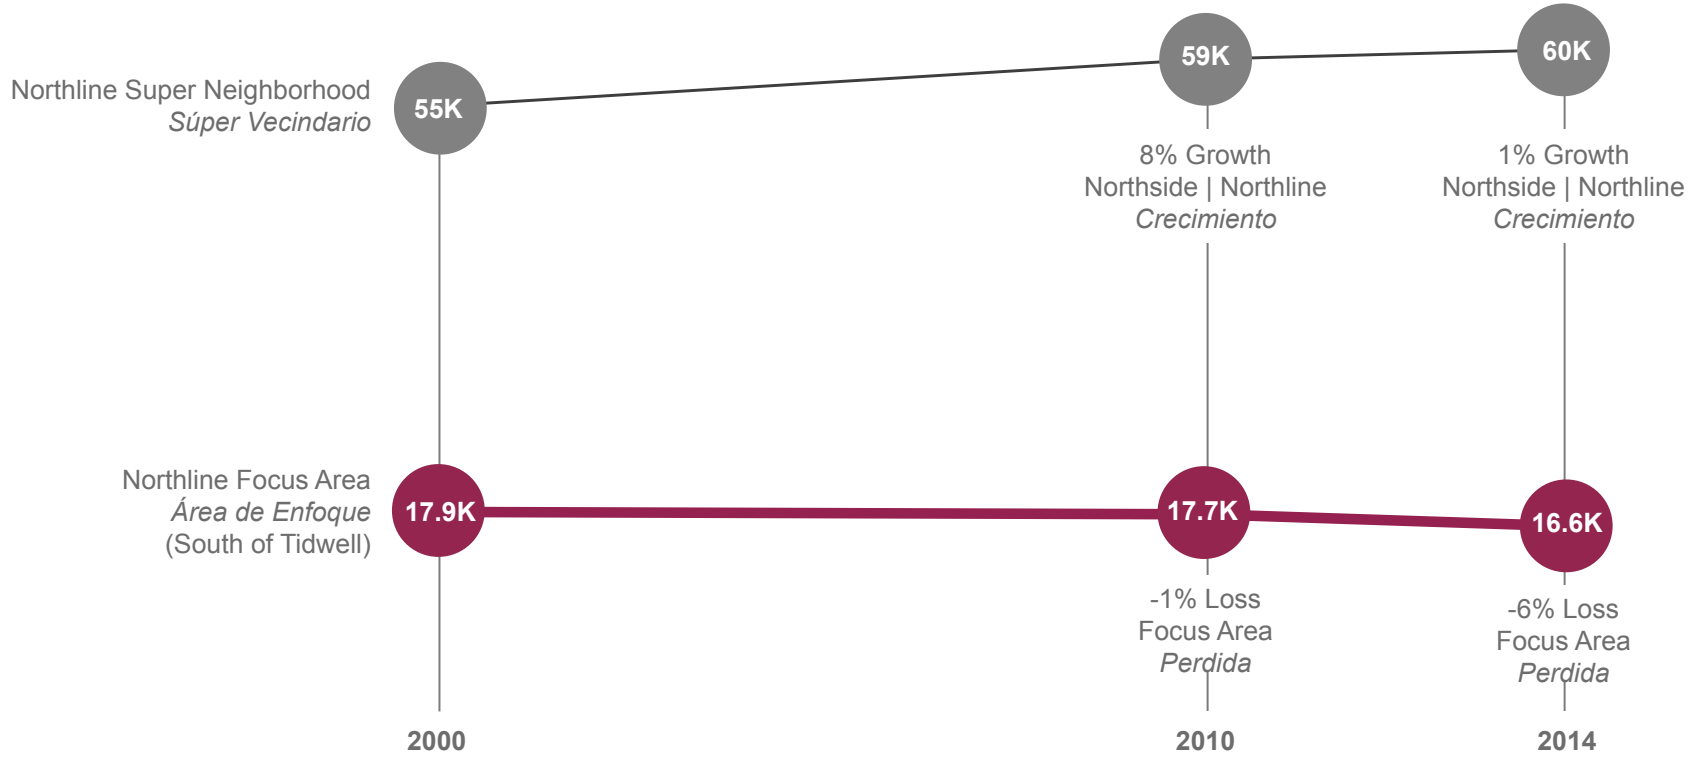 Northline Super Neighborhood
Súper Vecindario
55K
59K
60K
8% Growth
Northside | Northline
Crecimiento
1% Growth
Northside | Northline
Crecimiento
Northline Focus Area
Área de Enfoque
(South of Tidwell)
17.9K
17.7K
16.6K
-1% Loss
Focus Area
Perdida
-6% Loss
Focus Area
Perdida
2000
2010
2014